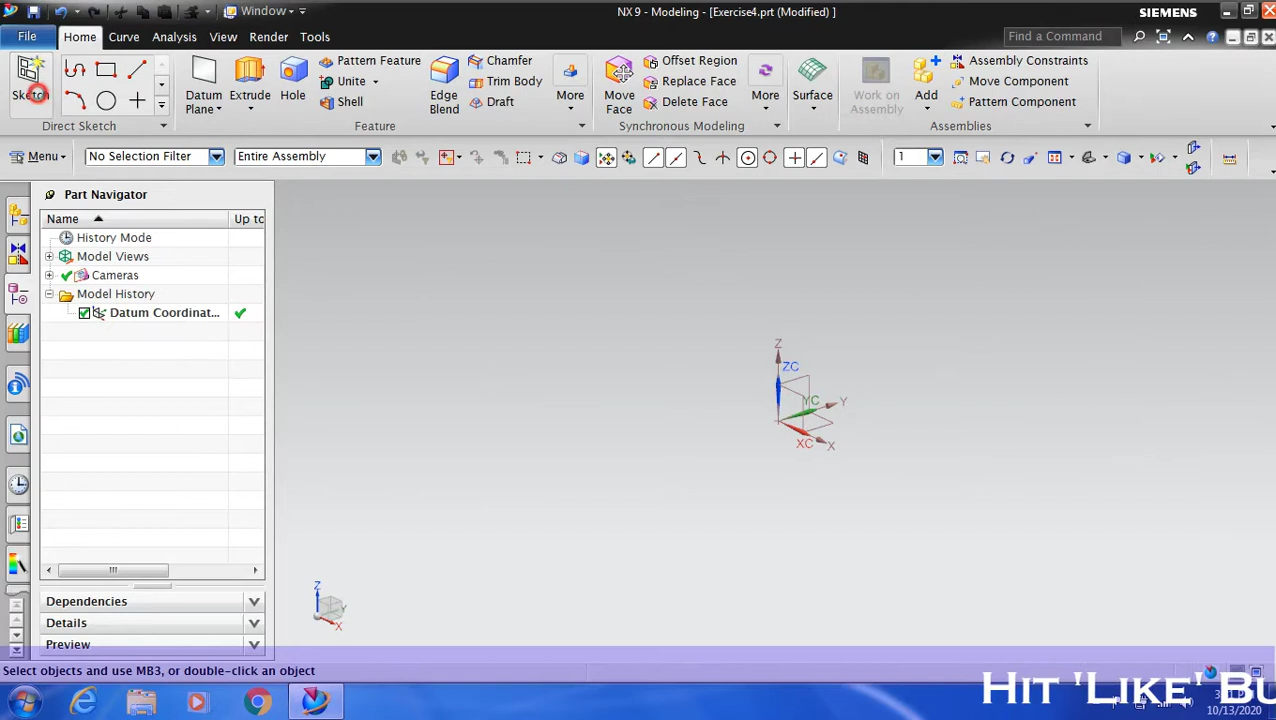 Window
NX 9 - Modeling - [Exercise4.prt (Modified) ]
SIEMENS
File
Home
Curve
Analysis
View
Render
Tools
Find a Command
Sketch
Direct Sketch
Datum Plane
Extrude
Hole
Pattern Feature
Unite
Shell
Edge Blend
Chamfer
Trim Body
Draft
More
Feature
Move Face
Offset Region
Replace Face
Delete Face
More
Synchronous Modeling
Surface
Work on Assembly
Add
Assembly Constraints
Move Component
Pattern Component
Assemblies
Menu
No Selection Filter
Entire Assembly
1
Part Navigator
Name
Up to
History Mode
Model Views
Cameras
Model History
Datum Coordinat...
Z
ZC
YC
Y
XC
X
Z
Y
X
Dependencies
Details
Preview
Select objects and use MB3, or double-click an object
Hit 'Like' Bu
10/13/2020